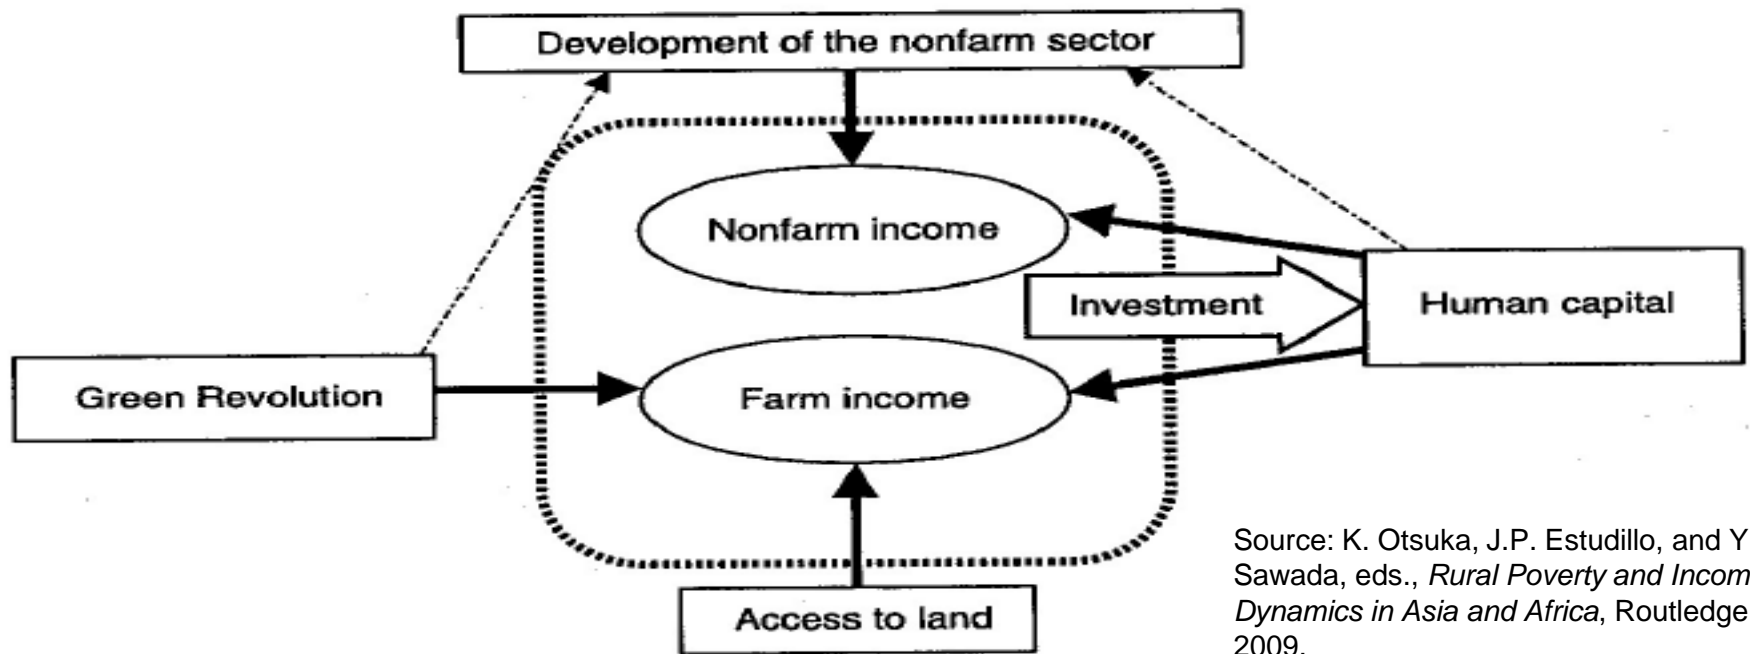 Development of the nonfarm sector
Nonfarm income
Investment
Human capital
Green Revolution
Farm income
Access to land
Source: K. Otsuka, J.P. Estudillo, and Y
Sawada, eds., Rural Poverty and Incom
Dynamics in Asia and Africa, Routledge
2009.